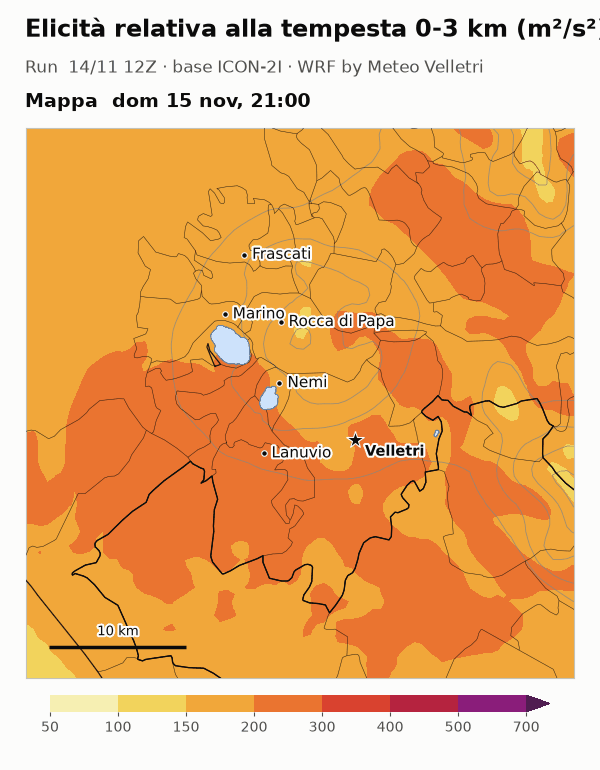 Elicità relativa alla tempesta 0-3 km (m²/s²)
Run 14/11 12Z · base ICON-2I · WRF by Meteo Velletri
Mappa dom 15 nov, 21:00
Frascati
Marino
Rocca di Papa
Nemi
Velletri
Lanuvio
10 km
50 100 150 200 300 400 500 700